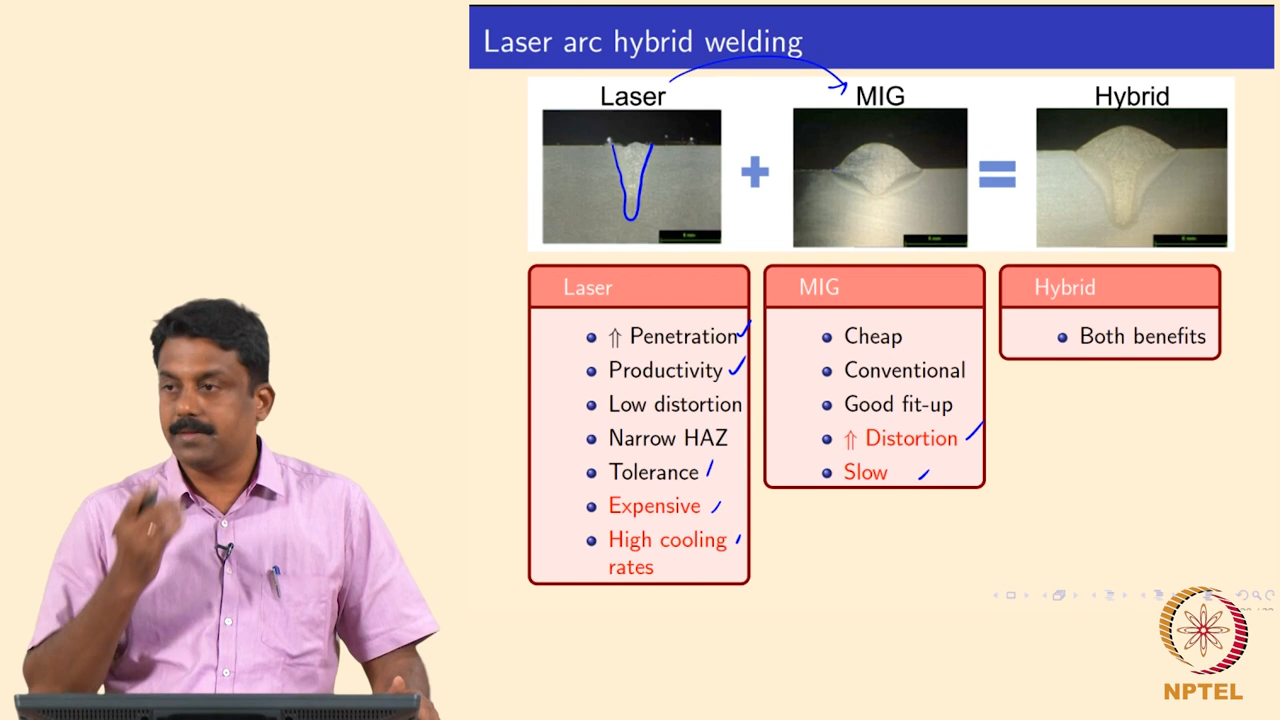 Laser arc hybrid welding
Laser
MIG
Hybrid
Laser
⇑ Penetration
Productivity
Low distortion
Narrow HAZ
Tolerance
Expensive
High cooling
rates
MIG
Cheap
Conventional
Good fit-up
⇑ Distortion
Slow
Hybrid
Both benefits
NPTEL